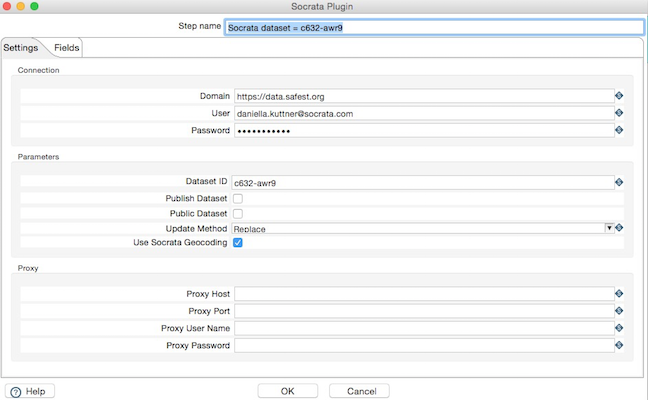 Socrata Plugin
Step name Socrata dataset = c632-awr9
Settings Fields
Connection
Domain https://data.safest.org
User daniella.kuttner@socrata.com
Password •••••••••••
Parameters
Dataset ID c632-awr9
Publish Dataset
Public Dataset
Update Method Replace
Use Socrata Geocoding
Proxy
Proxy Host
Proxy Port
Proxy User Name
Proxy Password
? Help OK Cancel